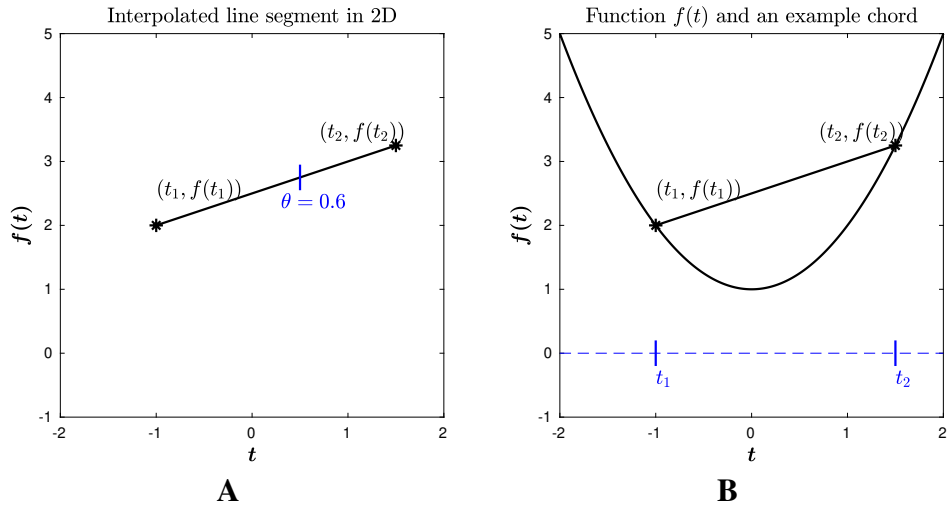 Interpolated line segment in 2D
5
4
3
2
1
0
-1
-2
-1
0
1
2
f(t)
t
(t₁, f(t₁))
(t₂, f(t₂))
θ = 0.6
A
Function f(t) and an example chord
5
4
3
2
1
0
-1
-2
-1
0
1
2
f(t)
t
(t₁, f(t₁))
(t₂, f(t₂))
t₁
t₂
B